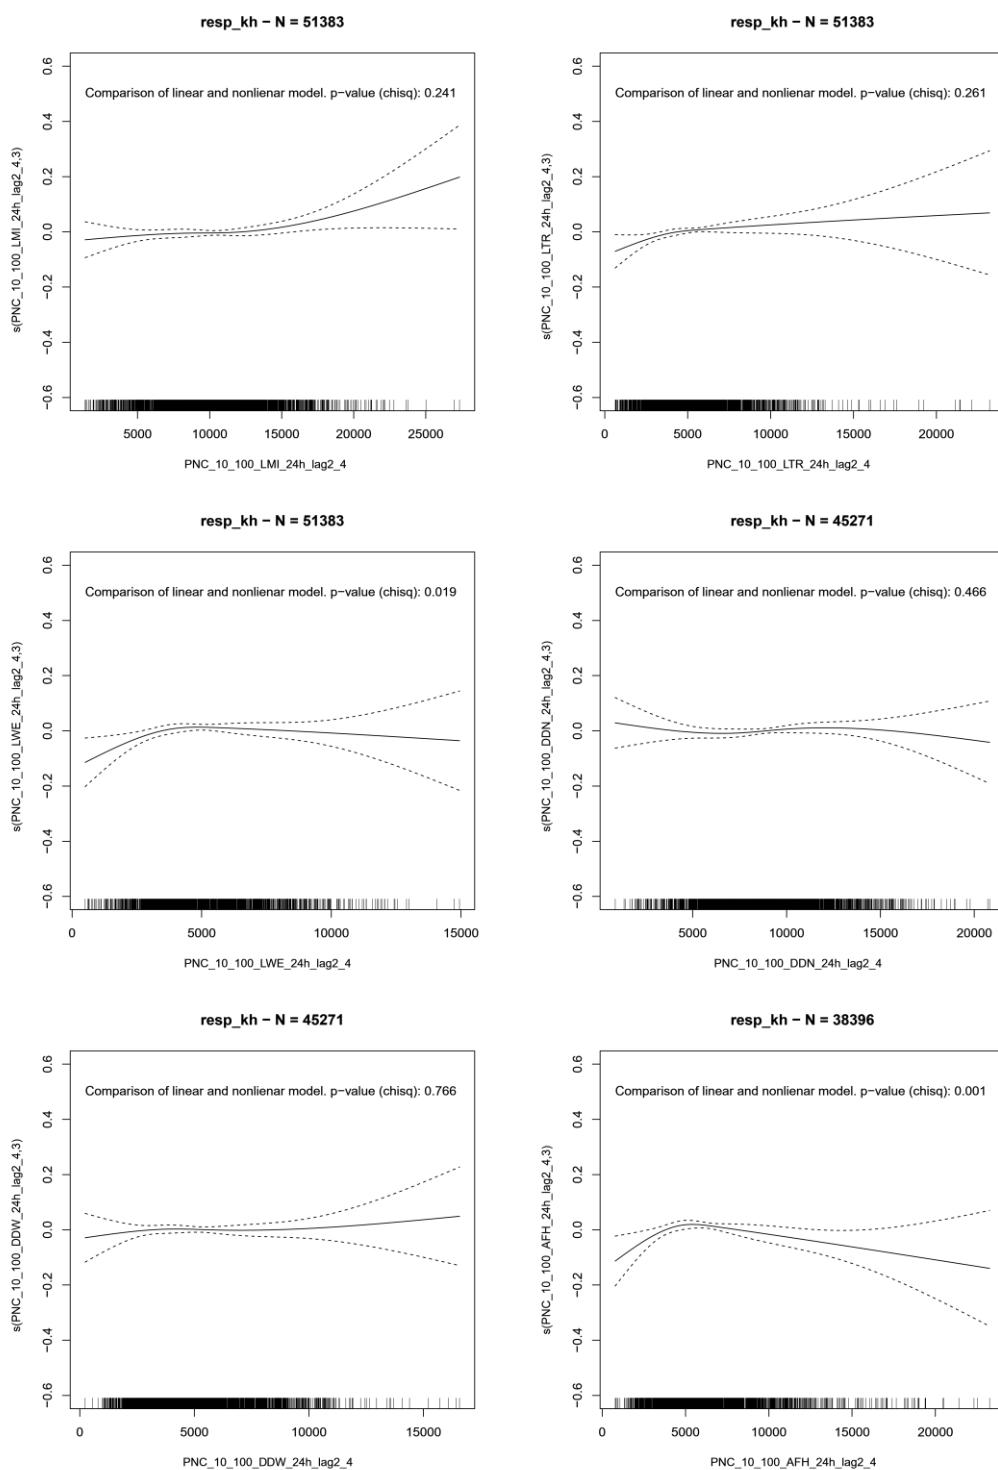 resp_kh − N = 51383
Comparison of linear and nonlienar model. p−value (chisq): 0.241
s(PNC_10_100_LMI_24h_lag2_4,3)
0.6
0.4
0.2
0.0
−0.2
−0.4
−0.6
5000 10000 15000 20000 25000
PNC_10_100_LMI_24h_lag2_4
resp_kh − N = 51383
Comparison of linear and nonlienar model. p−value (chisq): 0.261
s(PNC_10_100_LTR_24h_lag2_4,3)
0.6
0.4
0.2
0.0
−0.2
−0.4
−0.6
0 5000 10000 15000 20000
PNC_10_100_LTR_24h_lag2_4
resp_kh − N = 51383
Comparison of linear and nonlienar model. p−value (chisq): 0.019
s(PNC_10_100_LWE_24h_lag2_4,3)
0.6
0.4
0.2
0.0
−0.2
−0.4
−0.6
0 5000 10000 15000
PNC_10_100_LWE_24h_lag2_4
resp_kh − N = 45271
Comparison of linear and nonlienar model. p−value (chisq): 0.466
s(PNC_10_100_DDN_24h_lag2_4,3)
0.6
0.4
0.2
0.0
−0.2
−0.4
−0.6
5000 10000 15000 20000
PNC_10_100_DDN_24h_lag2_4
resp_kh − N = 45271
Comparison of linear and nonlienar model. p−value (chisq): 0.766
s(PNC_10_100_DDW_24h_lag2_4,3)
0.6
0.4
0.2
0.0
−0.2
−0.4
−0.6
0 5000 10000 15000
PNC_10_100_DDW_24h_lag2_4
resp_kh − N = 38396
Comparison of linear and nonlienar model. p−value (chisq): 0.001
s(PNC_10_100_AFH_24h_lag2_4,3)
0.6
0.4
0.2
0.0
−0.2
−0.4
−0.6
0 5000 10000 15000 20000
PNC_10_100_AFH_24h_lag2_4